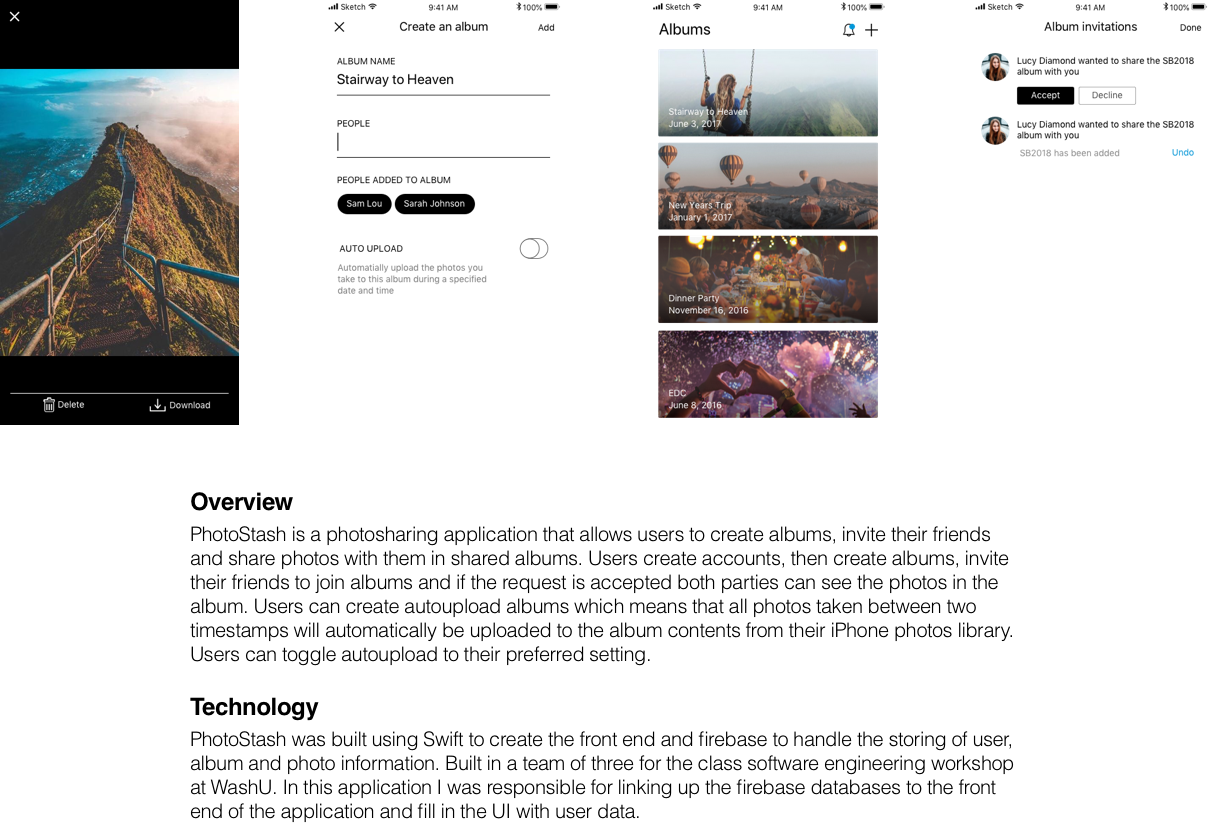 Delete
Download
Sketch
9:41 AM
100%
Create an album
Add
ALBUM NAME
Stairway to Heaven
PEOPLE
PEOPLE ADDED TO ALBUM
Sam Lou
Sarah Johnson
AUTO UPLOAD
Automatially upload the photos you
take to this album during a specified
date and time
Sketch
9:41 AM
100%
Albums
Stairway to Heaven
June 3, 2017
New Years Trip
January 1, 2017
Dinner Party
November 16, 2016
EDC
June 8, 2016
Sketch
9:41 AM
100%
Album invitations
Done
Lucy Diamond wanted to share the SB2018
album with you
Accept
Decline
Lucy Diamond wanted to share the SB2018
album with you
SB2018 has been added
Undo
Overview
PhotoStash is a photosharing application that allows users to create albums, invite their friends
and share photos with them in shared albums. Users create accounts, then create albums, invite
their friends to join albums and if the request is accepted both parties can see the photos in the
album. Users can create autoupload albums which means that all photos taken between two
timestamps will automatically be uploaded to the album contents from their iPhone photos library.
Users can toggle autoupload to their preferred setting.
Technology
PhotoStash was built using Swift to create the front end and firebase to handle the storing of user,
album and photo information. Built in a team of three for the class software engineering workshop
at WashU. In this application I was responsible for linking up the firebase databases to the front
end of the application and fill in the UI with user data.